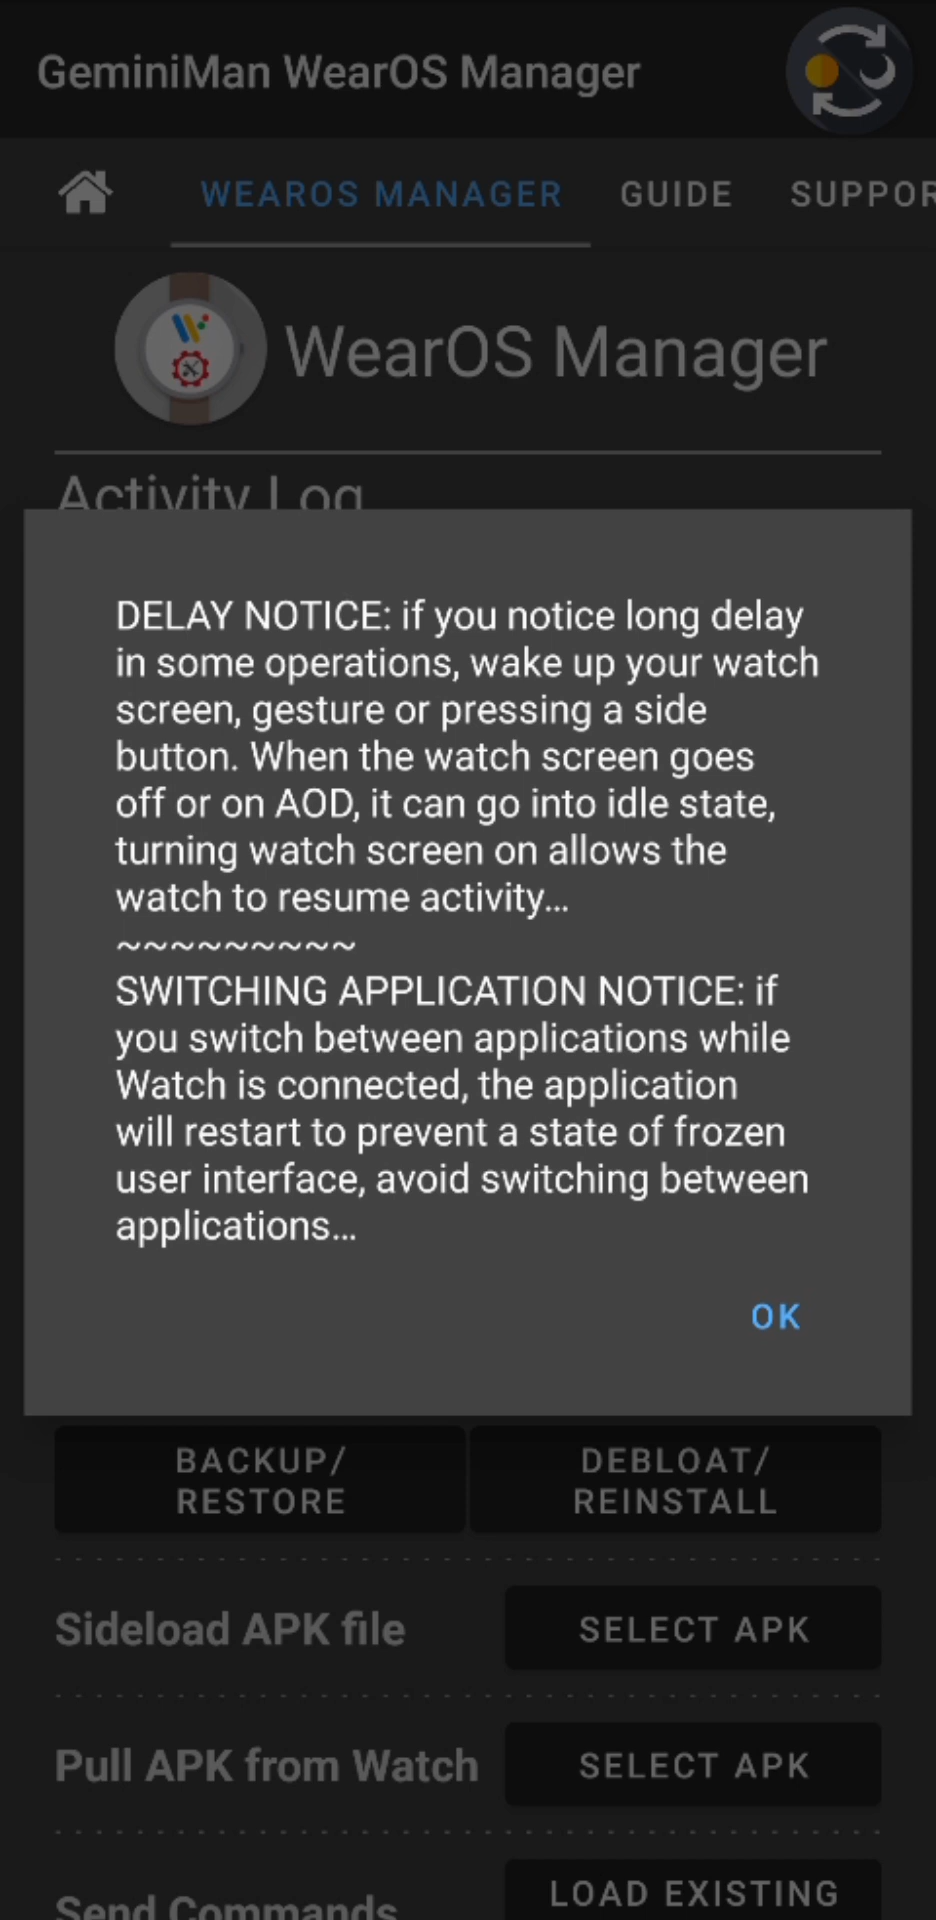 GeminiMan WearOS Manager
WEAROS MANAGER
GUIDE
SUPPOR
WearOS Manager
Activity Log
DELAY NOTICE: if you notice long delay
in some operations, wake up your watch
screen, gesture or pressing a side
button. When the watch screen goes
off or on AOD, it can go into idle state,
turning watch screen on allows the
watch to resume activity...
~~~~~~~~~
SWITCHING APPLICATION NOTICE: if
you switch between applications while
Watch is connected, the application
will restart to prevent a state of frozen
user interface, avoid switching between
applications...
OK
BACKUP/
RESTORE
DEBLOAT/
REINSTALL
Sideload APK file
SELECT APK
Pull APK from Watch
SELECT APK
Send Commands
LOAD EXISTING